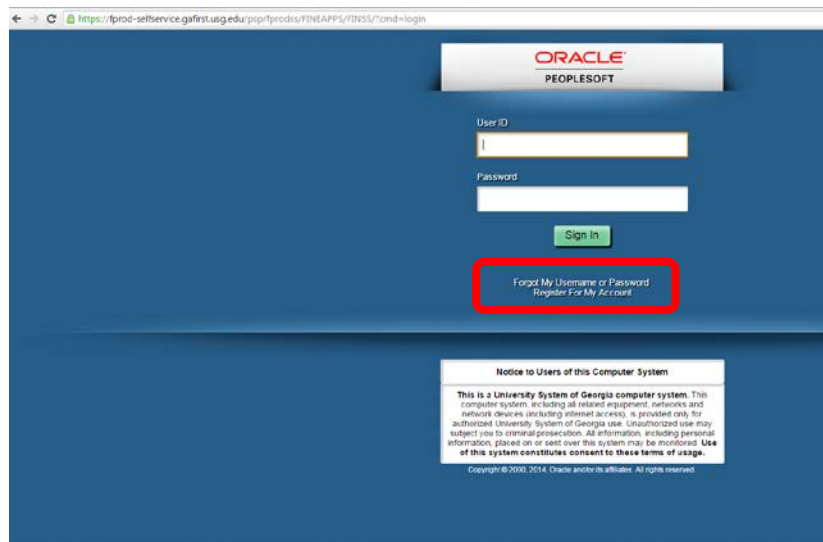 https://fprod-selfservice.gafirst.usg.edu/psp/fprodss/FINEAPPS/FINSS/?cmd=login
ORACLE
PEOPLESOFT
User ID
Password
Sign In
Forgot My Username or Password
Register For My Account
Notice to Users of this Computer System
This is a University System of Georgia computer system. This
computer system, including all related equipment, networks and
network devices (including internet access), is provided only for
authorized University System of Georgia use. Unauthorized use may
subject you to criminal prosecution. All information, including personal
information, placed on or sent over this system may be monitored. Use
of this system constitutes consent to these terms of usage.
Copyright © 2000, 2014, Oracle and/or its affiliates. All rights reserved.